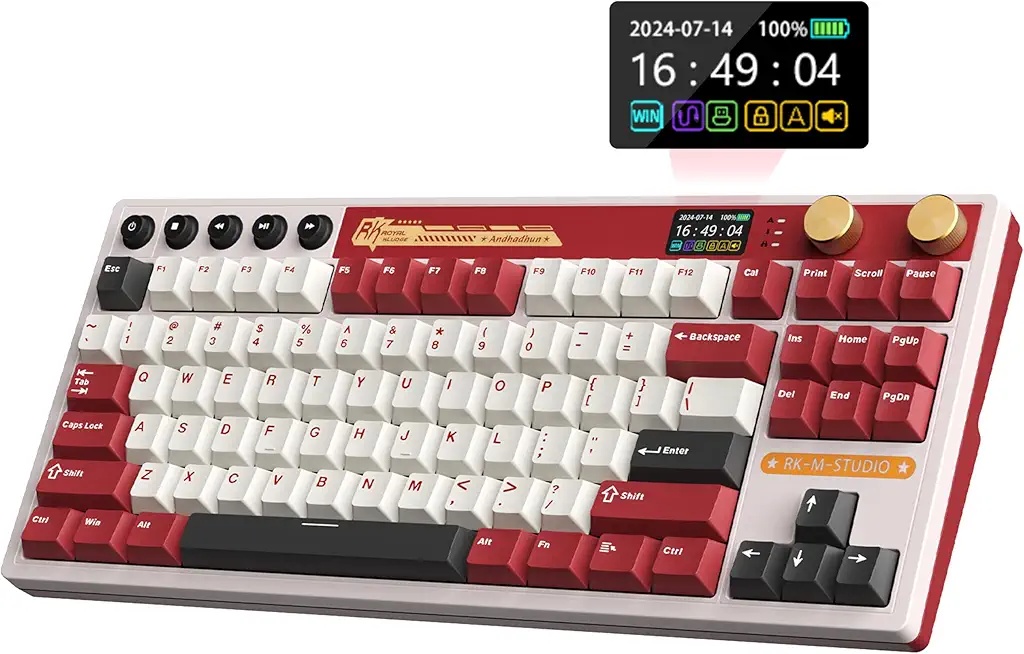 2024-07-14 100%
16 : 49 : 04
WIN A
RK ROYAL KLUDGE
★ Andhadhun ★
2024-07-14 100%
16 : 49 : 04
Esc F1 F2 F3 F4 F5 F6 F7 F8 F9 F10 F11 F12 Cal Print Scroll Pause
~ ` ! 1 @ 2 # 3 $ 4 % 5 ^ 6 & 7 * 8 ( 9 ) 0 _ - + = ← Backspace Ins Home PgUp
Tab Q W E R T Y U I O P { [ } ] | \ Del End PgDn
Caps Lock A S D F G H J K L : ; " ' Enter
★ RK-M-STUDIO ★
⇧ Shift Z X C V B N M < , > . ? / ⇧ Shift ↑
Ctrl Win Alt Alt Fn Ctrl ← ↓ →